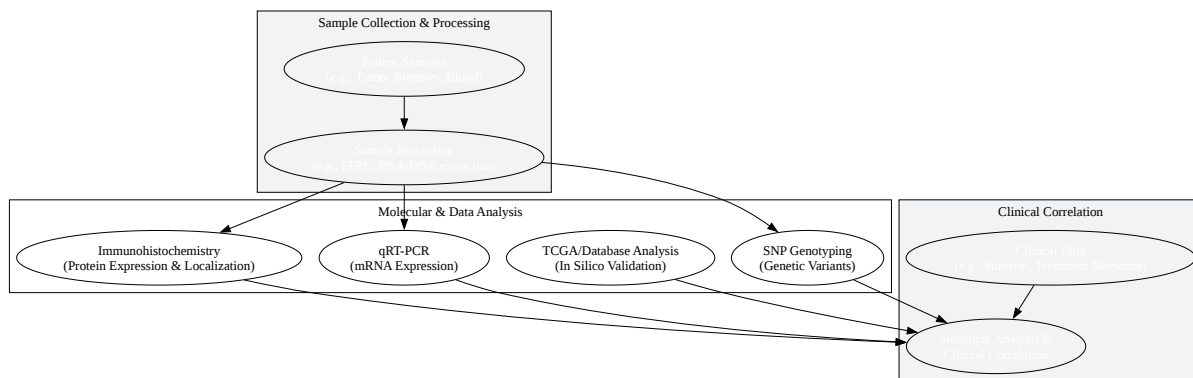 Sample Collection & Processing
Patient Samples
(e.g., Tumor Biopsies, Blood)
Sample Processing
(e.g., FFPE, RNA/DNA extraction)
Molecular & Data Analysis
Immunohistochemistry
(Protein Expression & Localization)
qRT-PCR
(mRNA Expression)
TCGA/Database Analysis
(In Silico Validation)
SNP Genotyping
(Genetic Variants)
Clinical Correlation
Clinical Data
(e.g., Survival, Treatment Response)
Statistical Analysis &
Clinical Correlation